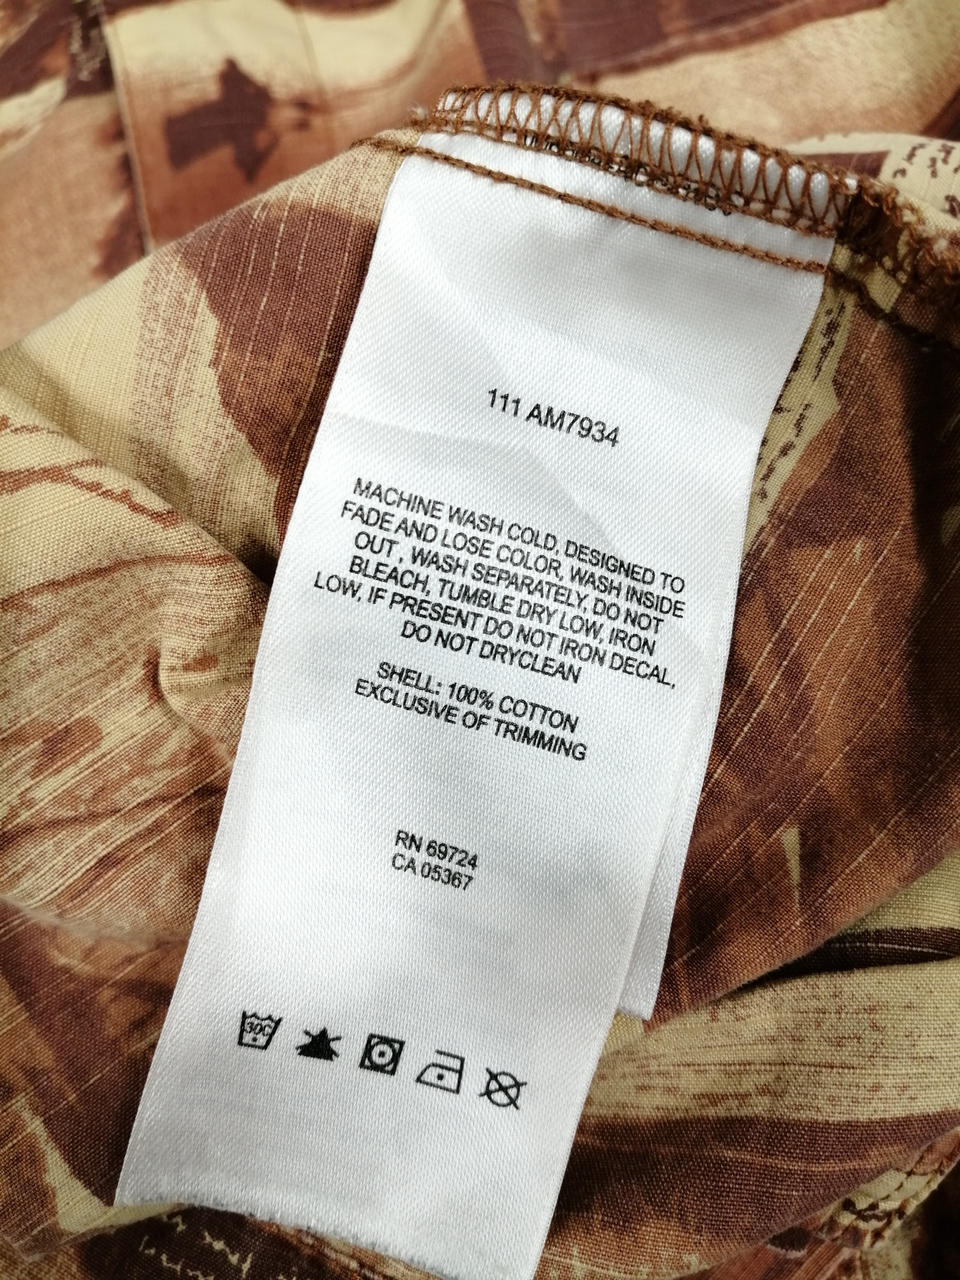 111 AM7934
MACHINE WASH COLD, DESIGNED TO
FADE AND LOSE COLOR, WASH INSIDE
OUT , WASH SEPARATELY, DO NOT
BLEACH, TUMBLE DRY LOW, IRON
LOW, IF PRESENT DO NOT IRON DECAL,
DO NOT DRYCLEAN
SHELL: 100% COTTON
EXCLUSIVE OF TRIMMING
RN 69724
CA 05367
30C